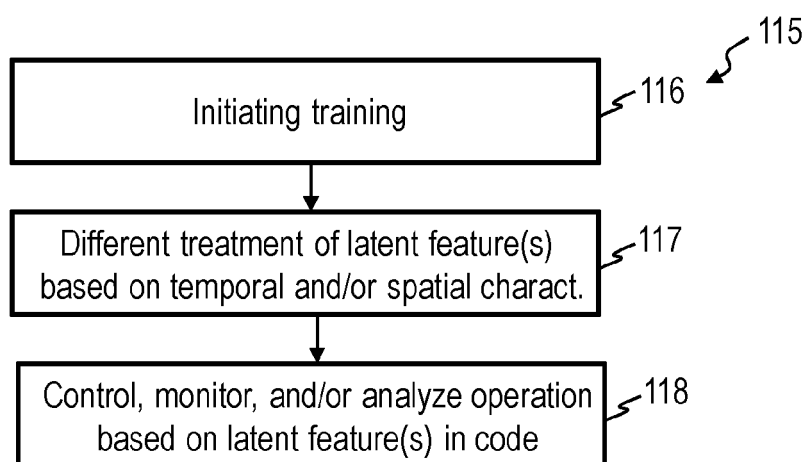 115
Initiating training
116
Different treatment of latent feature(s)
based on temporal and/or spatial charact.
117
Control, monitor, and/or analyze operation
based on latent feature(s) in code
118